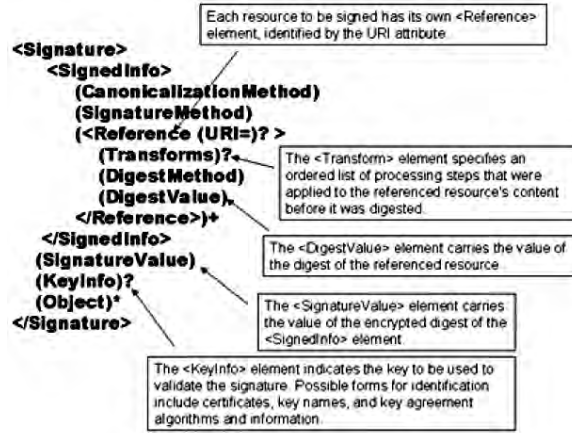 Each resource to be signed has its own <Reference>
element, identified by the URI attribute.
<Signature>
<SignedInfo>
(CanonicalizationMethod)
(SignatureMethod)
(<Reference (URI=)? >
(Transforms)?
(DigestMethod)
(DigestValue)
</Reference>)+
</SignedInfo>
(SignatureValue)
(KeyInfo)?
(Object)*
</Signature>
The <Transform> element specifies an
ordered list of processing steps that were
applied to the referenced resource's content
before it was digested.
The <DigestValue> element carries the value of
the digest of the referenced resource.
The <SignatureValue> element carries
the value of the encrypted digest of the
<SignedInfo> element.
The <KeyInfo> element indicates the key to be used to
validate the signature. Possible forms for identification
include certificates, key names, and key agreement
algorithms and information.